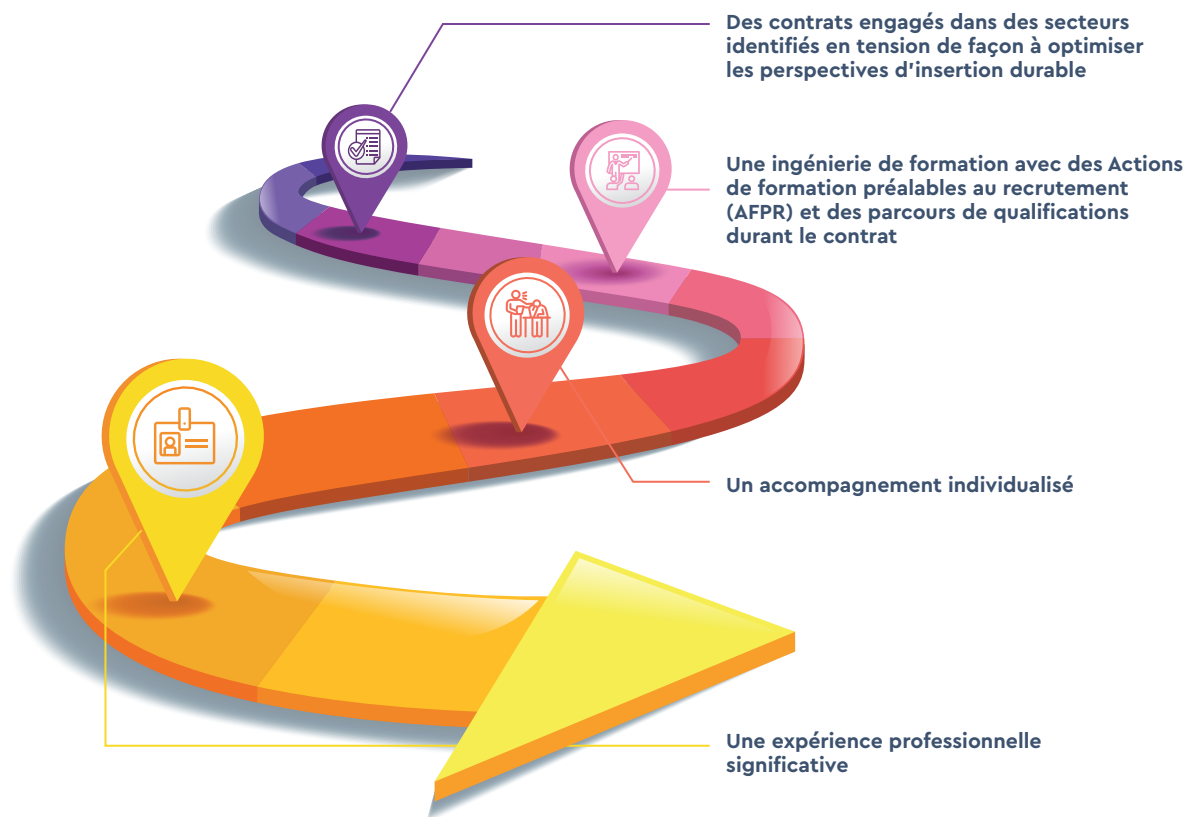 Des contrats engagés dans des secteurs
identifiés en tension de façon à optimiser
les perspectives d'insertion durable
Une ingénierie de formation avec des Actions
de formation préalables au recrutement
(AFPR) et des parcours de qualifications
durant le contrat
Un accompagnement individualisé
Une expérience professionnelle
significative